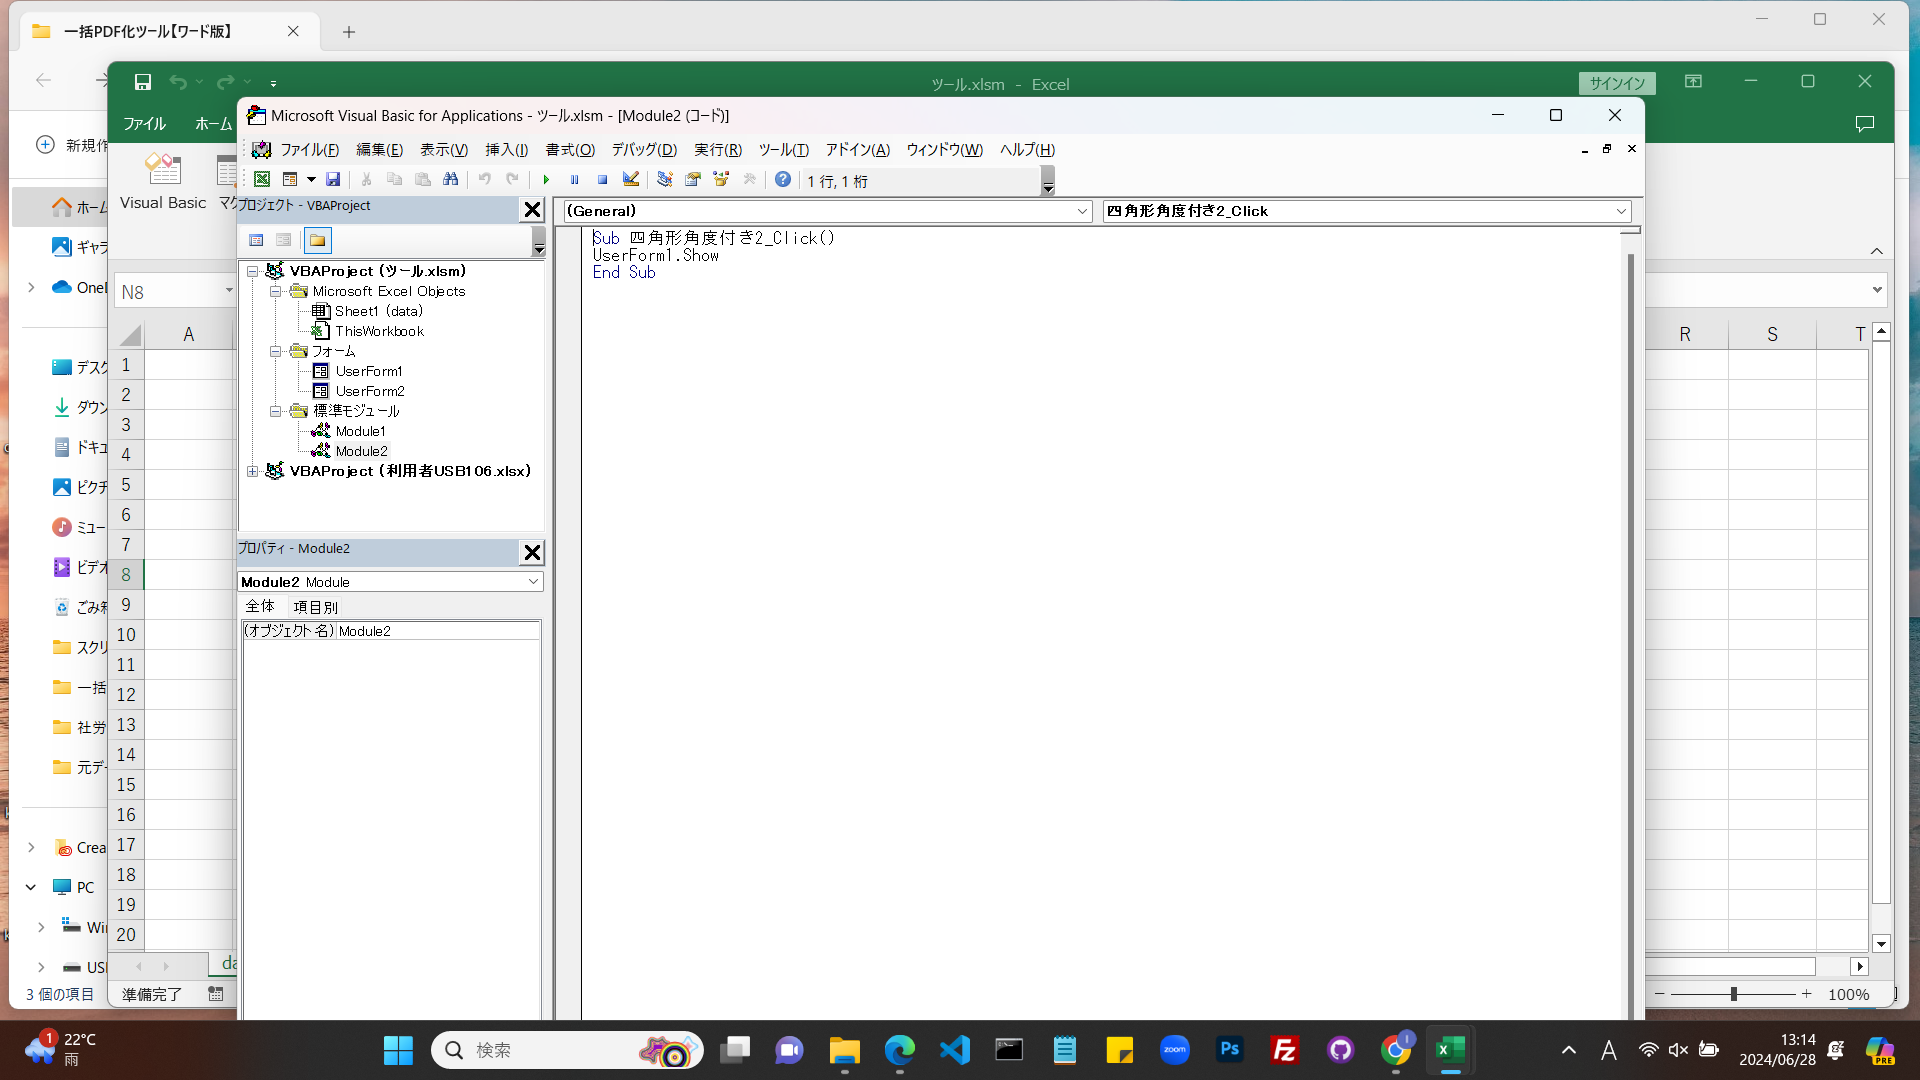 一括PDF化ツール【ワード版】
ツール.xlsm - Excel
サインイン
ファイル
ホーム
新規作
Visual Basic
マク
Microsoft Visual Basic for Applications - ツール.xlsm - [Module2 (コード)]
ファイル(F) 編集(E) 表示(V) 挿入(I) 書式(O) デバッグ(D) 実行(R) ツール(T) アドイン(A) ウィンドウ(W) ヘルプ(H)
1 行, 1 桁
プロジェクト - VBAProject
(General)
四角形角度付き2_Click
Sub 四角形角度付き2_Click()
UserForm1.Show
End Sub
VBAProject (ツール.xlsm)
Microsoft Excel Objects
Sheet1 (data)
ThisWorkbook
フォーム
UserForm1
UserForm2
標準モジュール
Module1
Module2
VBAProject (利用者USB106.xlsx)
プロパティ - Module2
Module2 Module
全体 項目別
(オブジェクト名) Module2
ホーム
ギャラ
OneD
デスク
ダウン
ドキュ
ピクチ
ミュー
ビデオ
ごみ箱
スクリ
一括
社労
元デー
Crea
PC
Win
USB
3 個の項目
N8
A
R S T
1
2
3
4
5
6
7
8
9
10
11
12
13
14
15
16
17
18
19
20
da
準備完了
100%
1
22°C
雨
検索
zoom
Ps
Fz
A
13:14
2024/06/28
PRE